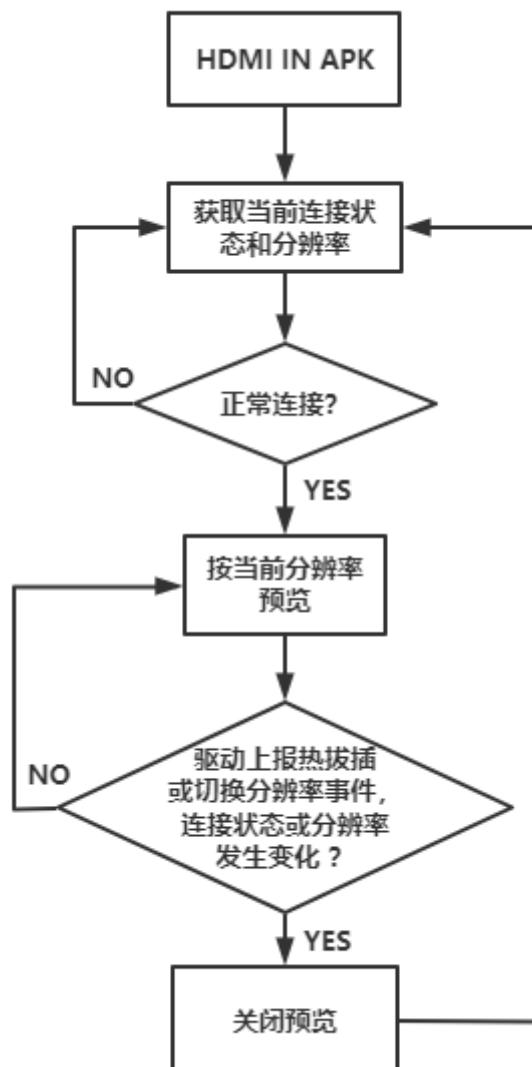 HDMI IN APK
获取当前连接状
态和分辨率
NO
正常连接?
YES
按当前分辨率
预览
驱动上报热拔插
或切换分辨率事件，
连接状态或分辨率
发生变化？
NO
YES
关闭预览